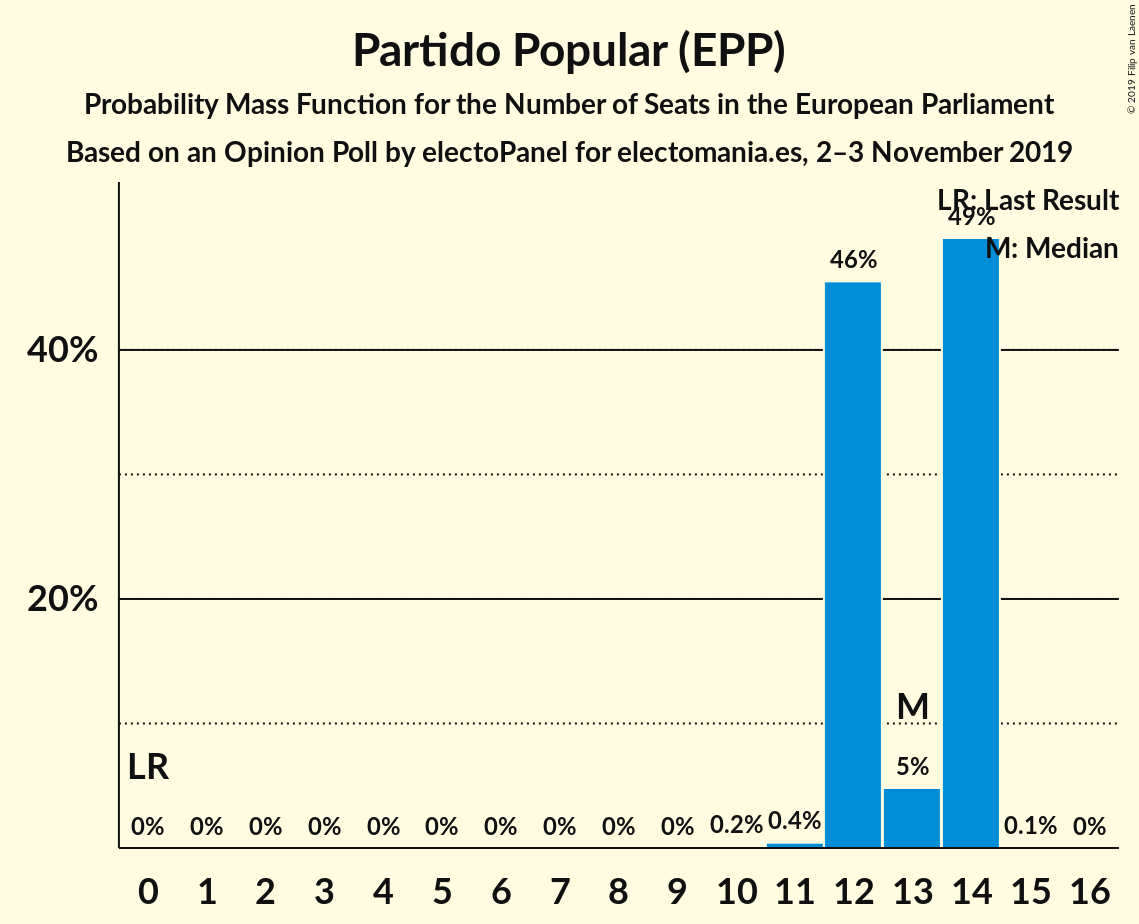 Partido Popular (EPP)
Probability Mass Function for the Number of Seats in the European Parliament
Based on an Opinion Poll by electoPanel for electomania.es, 2–3 November 2019
© 2019 Filip van Laenen
LR: Last Result
M: Median
49%
46%
40%
20%
M
LR
5%
0% 0% 0% 0% 0% 0% 0% 0% 0% 0% 0.2% 0.4% 0.1% 0%
0 1 2 3 4 5 6 7 8 9 10 11 12 13 14 15 16